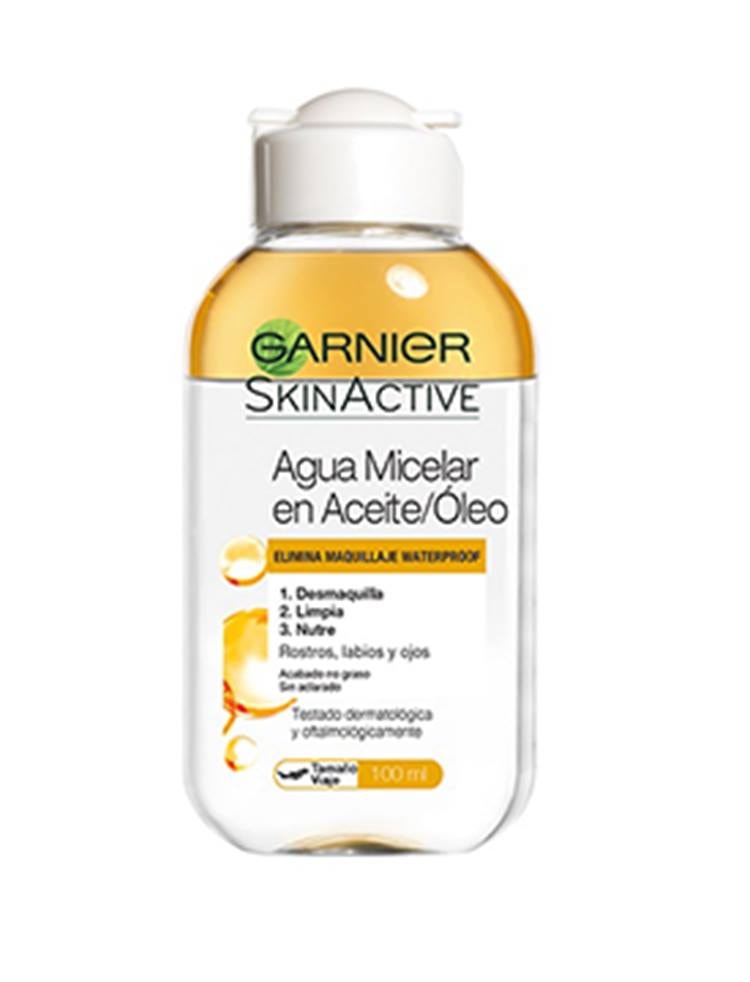 GARNIER
SKINACTIVE
Agua Micelar
en Aceite/Óleo
ELIMINA MAQUILLAJE WATERPROOF
1. Desmaquilla
2. Limpia
3. Nutre
Rostros, labios y ojos
Acabado no graso
Sin aclarado
Testado dermatológica
y oftalmológicamente
Tamaño
Viaje
100 ml